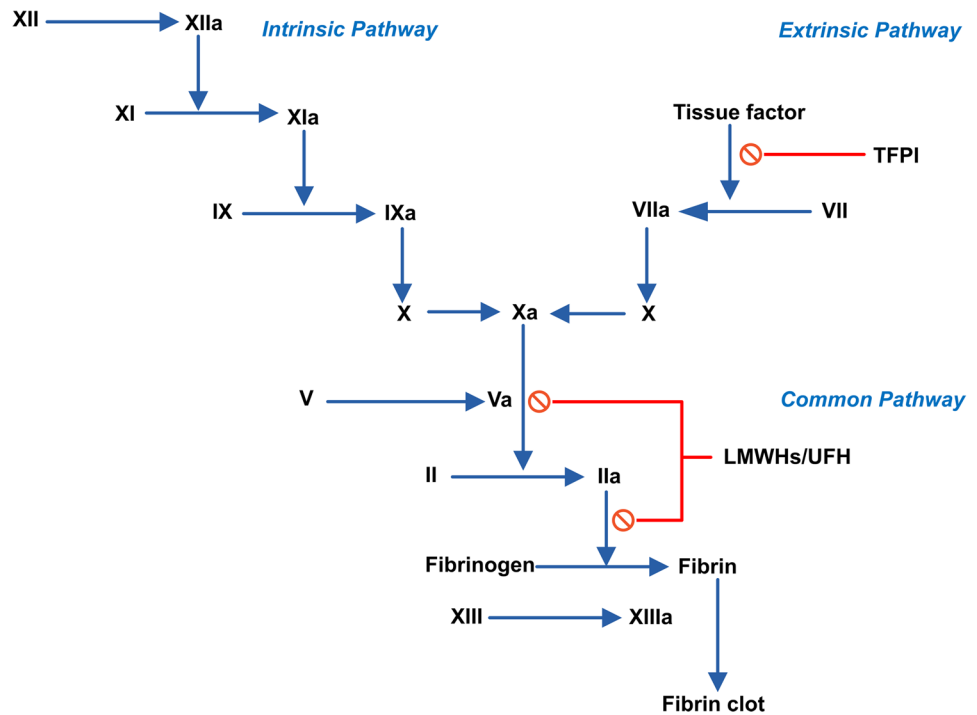 XII
XIIa
Intrinsic Pathway
Extrinsic Pathway
XI
XIa
Tissue factor
TFPI
IX
IXa
VIIa
VII
X
Xa
X
V
Va
Common Pathway
LMWHs/UFH
II
IIa
Fibrinogen
Fibrin
XIII
XIIIa
Fibrin clot